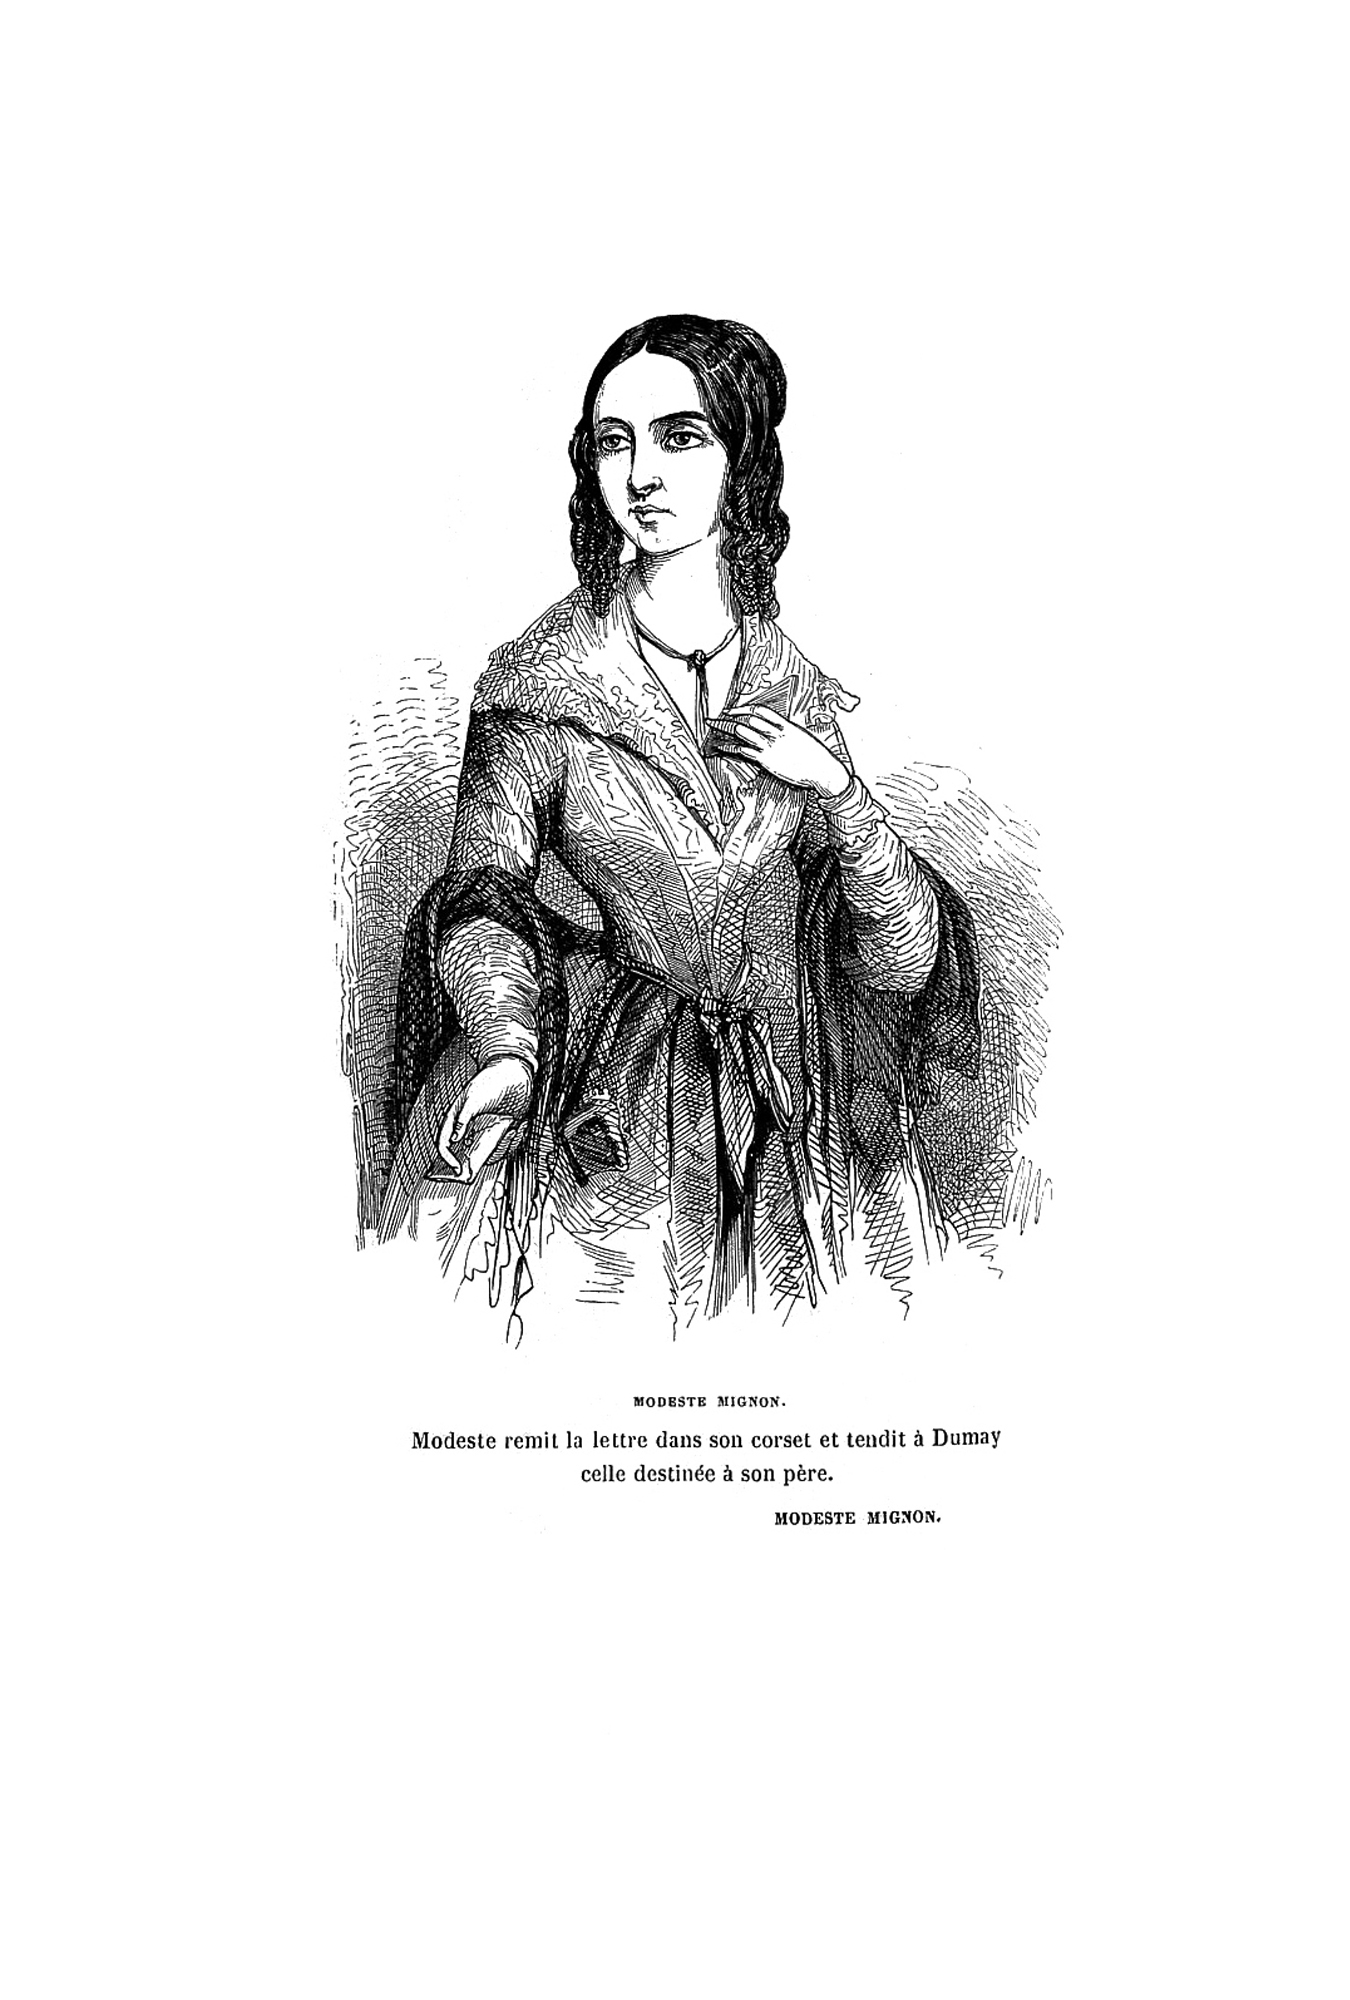 MODESTE MIGNON.
Modeste remit la lettre dans son corset et tendit à Dumay
celle destinée à son père.
MODESTE MIGNON.